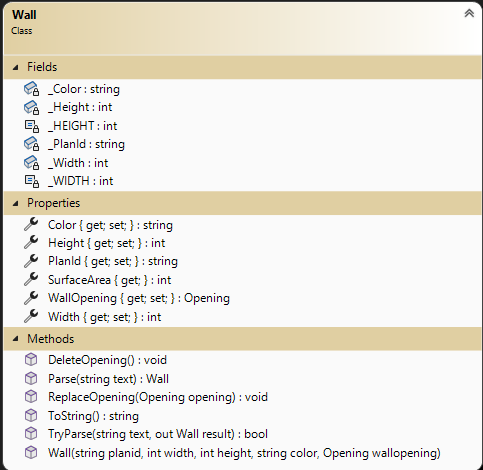 Wall
Class
Fields
_Color : string
_Height : int
_HEIGHT : int
_PlanId : string
_Width : int
_WIDTH : int
Properties
Color { get; set; } : string
Height { get; set; } : int
PlanId { get; set; } : string
SurfaceArea { get; } : int
WallOpening { get; set; } : Opening
Width { get; set; } : int
Methods
DeleteOpening() : void
Parse(string text) : Wall
ReplaceOpening(Opening opening) : void
ToString() : string
TryParse(string text, out Wall result) : bool
Wall(string planid, int width, int height, string color, Opening wallopening)